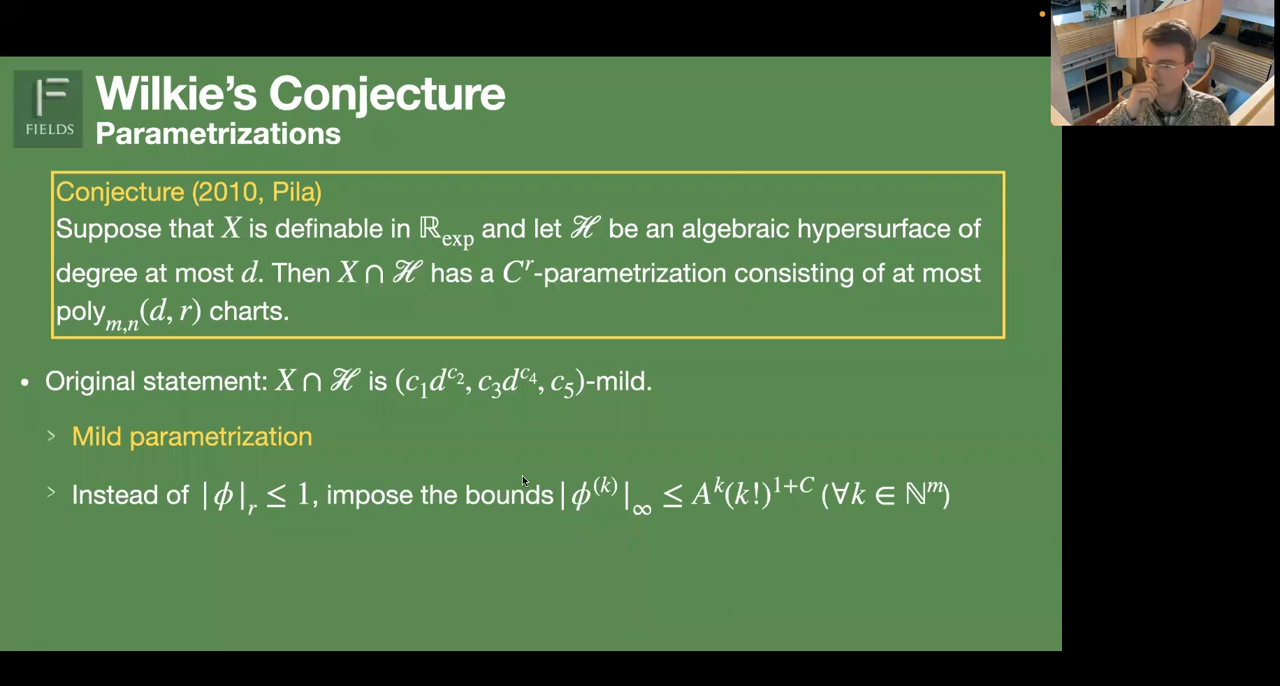 FIELDS
Wilkie's Conjecture
Parametrizations
Conjecture (2010, Pila)
Suppose that X is definable in ℝ_exp and let ℋ be an algebraic hypersurface of
degree at most d. Then X ∩ ℋ has a C^r-parametrization consisting of at most
poly_{m,n}(d, r) charts.
• Original statement: X ∩ ℋ is (c_1d^{c_2}, c_3d^{c_4}, c_5)-mild.
> Mild parametrization
> Instead of |ϕ|_r ≤ 1, impose the bounds |ϕ^{(k)}|_∞ ≤ A^k(k!)^{1+C} (∀k ∈ ℕ^m)